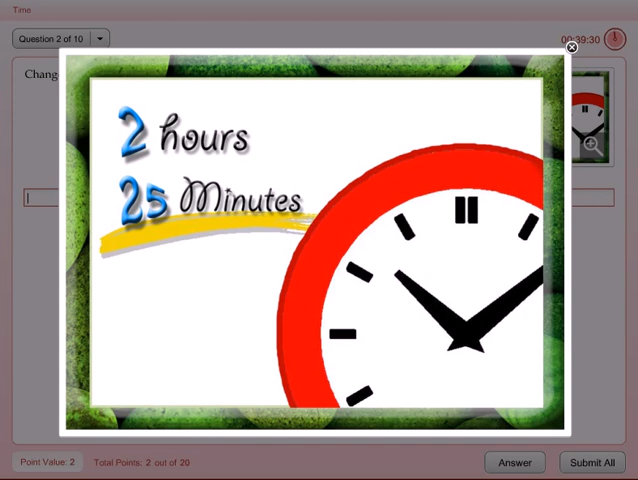 Time
Question 2 of 10
00:39:30
Chang
2 hours
25 Minutes
Point Value: 2
Total Points: 2 out of 20
Answer
Submit All